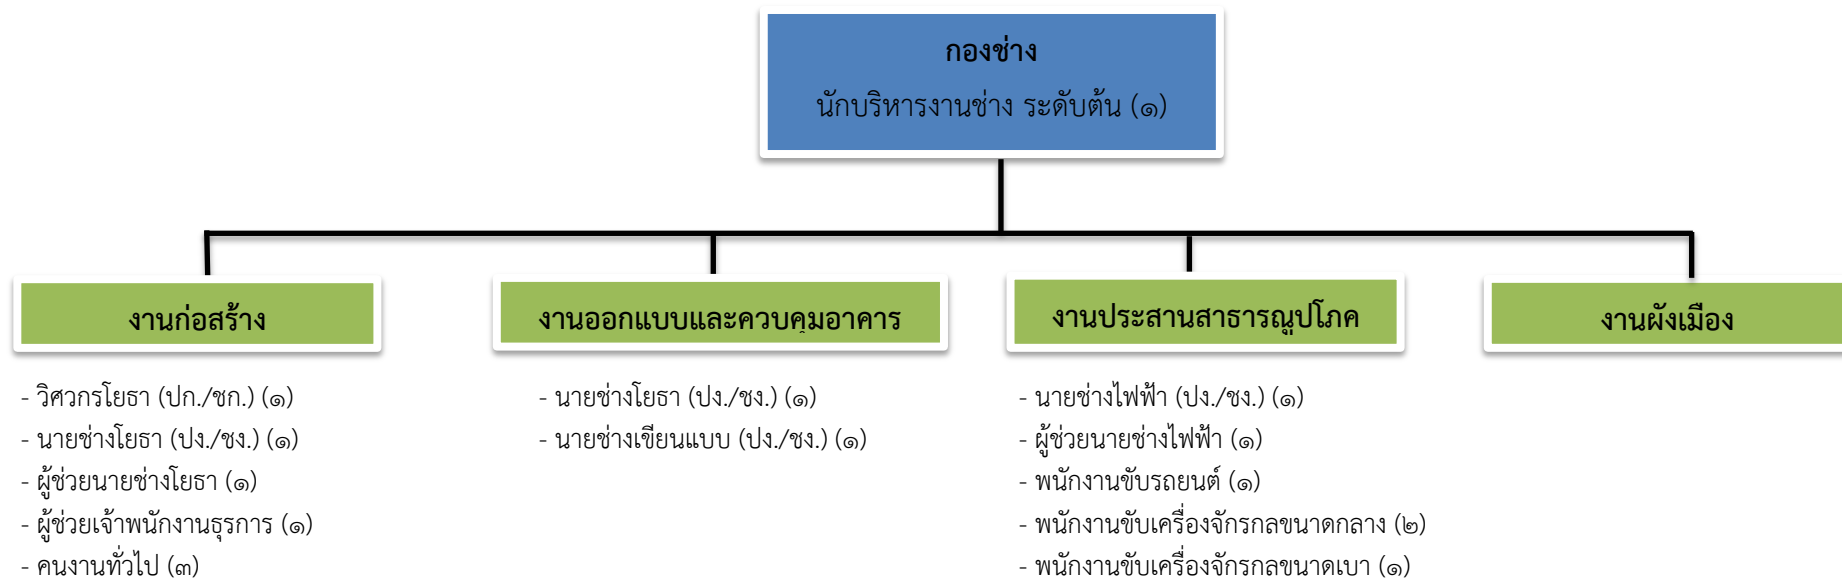 กองช่าง
นักบริหารงานช่าง ระดับต้น (๑)
งานก่อสร้าง
- วิศวกรโยธา (ปก./ชก.) (๑)
- นายช่างโยธา (ปง./ชง.) (๑)
- ผู้ช่วยนายช่างโยธา (๑)
- ผู้ช่วยเจ้าพนักงานธุรการ (๑)
- คนงานทั่วไป (๓)
งานออกแบบและควบคุมอาคาร
- นายช่างโยธา (ปง./ชง.) (๑)
- นายช่างเขียนแบบ (ปง./ชง.) (๑)
งานประสานสาธารณูปโภค
- นายช่างไฟฟ้า (ปง./ชง.) (๑)
- ผู้ช่วยนายช่างไฟฟ้า (๑)
- พนักงานขับรถยนต์ (๑)
- พนักงานขับเครื่องจักรกลขนาดกลาง (๒)
- พนักงานขับเครื่องจักรกลขนาดเบา (๑)
งานผังเมือง